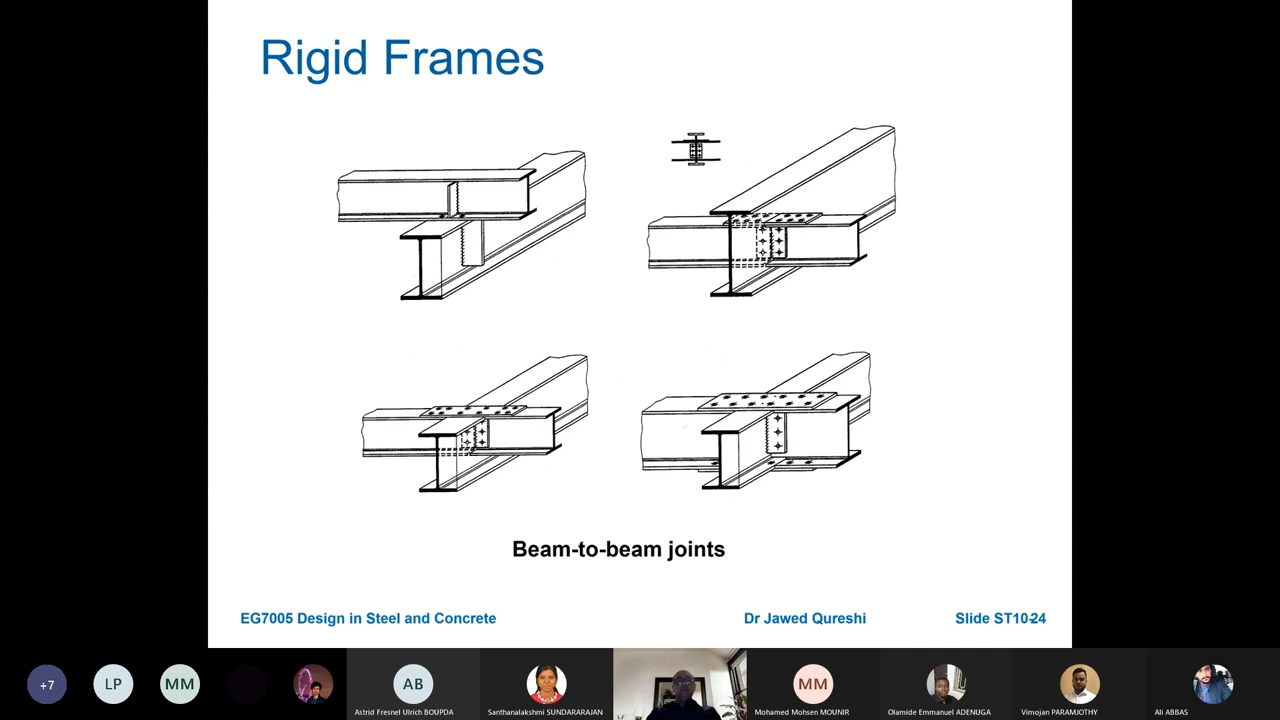 Rigid Frames
Beam-to-beam joints
EG7005 Design in Steel and Concrete
Dr Jawed Qureshi
Slide ST10-24
+7
LP
MM
AB
MM
Astrid Fresnel Ulrich BOUPDA
Santhanalakshmi SUNDARARAJAN
Mohamed Mohsen MOUNIR
Olamide Emmanuel ADENUGA
Vimojan PARAMJOTHY
Ali ABBAS